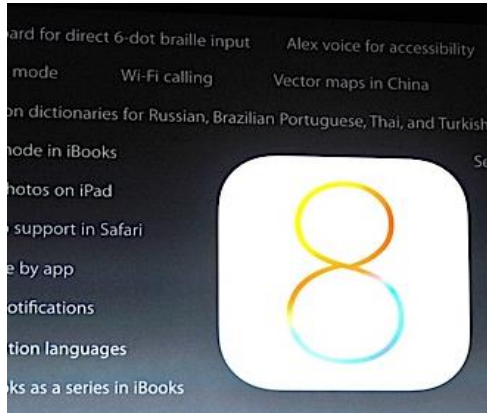 ard for direct 6-dot braille input Alex voice for accessibility
mode Wi-Fi calling Vector maps in China
on dictionaries for Russian, Brazilian Portuguese, Thai, and Turkish
node in iBooks Se
hotos on iPad
support in Safari
e by app
otifications
tion languages
ks as a series in iBooks
8